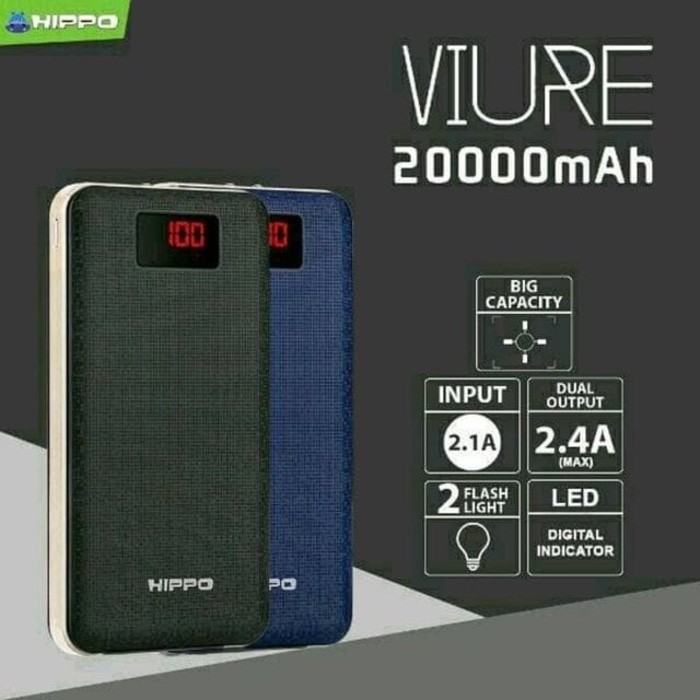 HIPPO
VIURE
20000mAh
100
BIG
CAPACITY
INPUT
2.1A
DUAL
OUTPUT
2.4A
(MAX)
2 FLASH
LIGHT
LED
DIGITAL
INDICATOR
HIPPO